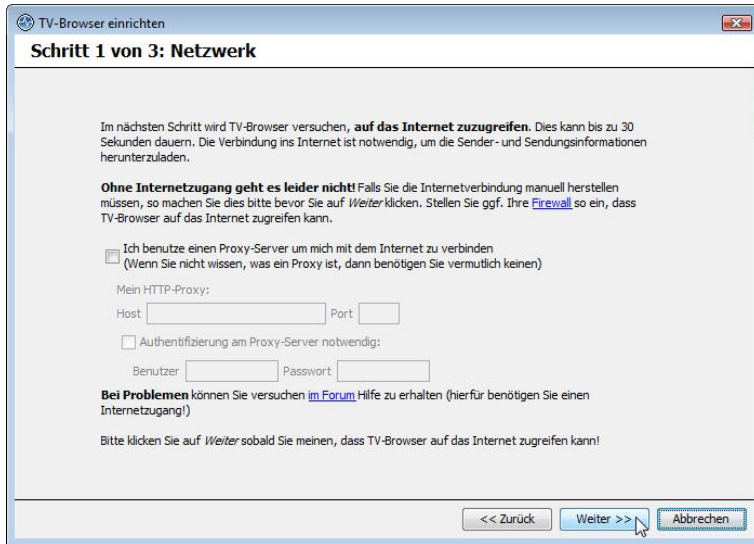 TV-Browser einrichten
Schritt 1 von 3: Netzwerk
Im nächsten Schritt wird TV-Browser versuchen, auf das Internet zuzugreifen. Dies kann bis zu 30
Sekunden dauern. Die Verbindung ins Internet ist notwendig, um die Sender- und Sendungsinformationen
herunterzuladen.
Ohne Internetzugang geht es leider nicht! Falls Sie die Internetverbindung manuell herstellen
müssen, so machen Sie dies bitte bevor Sie auf Weiter klicken. Stellen Sie ggf. Ihre Firewall so ein, dass
TV-Browser auf das Internet zugreifen kann.
Ich benutze einen Proxy-Server um mich mit dem Internet zu verbinden
(Wenn Sie nicht wissen, was ein Proxy ist, dann benötigen Sie vermutlich keinen)
Mein HTTP-Proxy:
Host Port
Authentifizierung am Proxy-Server notwendig:
Benutzer Passwort
Bei Problemen können Sie versuchen im Forum Hilfe zu erhalten (hierfür benötigen Sie einen
Internetzugang!)
Bitte klicken Sie auf Weiter sobald Sie meinen, dass TV-Browser auf das Internet zugreifen kann!
<< Zurück Weiter >> Abbrechen